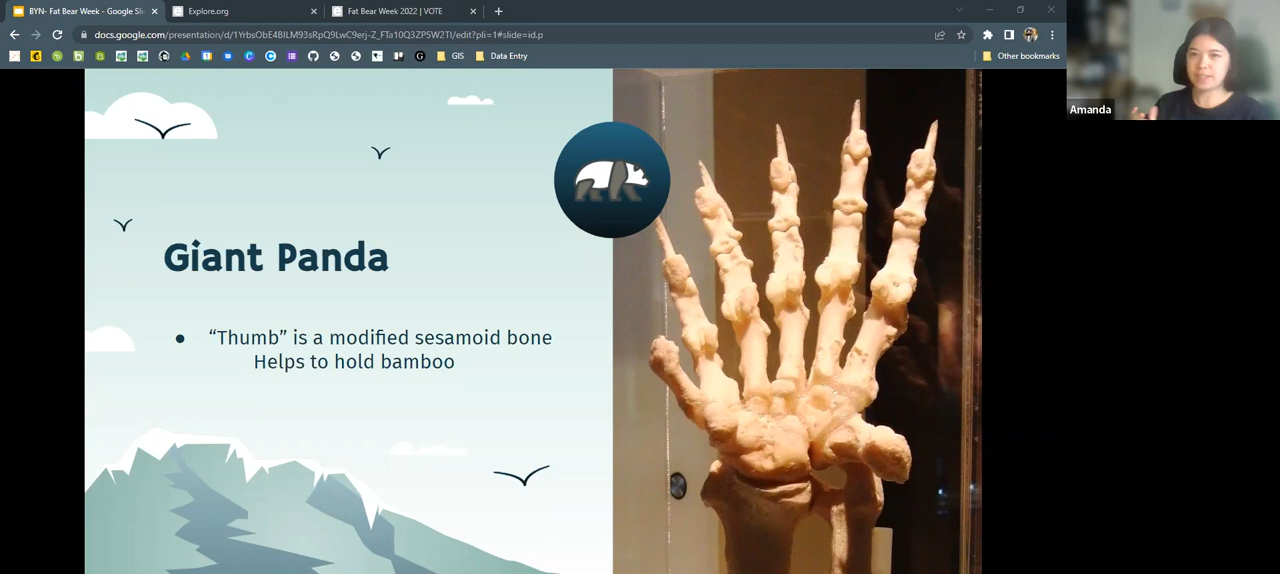 BYN- Fat Bear Week - Google Sli
Explore.org
Fat Bear Week 2022 | VOTE
docs.google.com/presentation/d/1YrbsObE4BILM93sRpQ9LwC9erj-Z_FTa10Q3ZP5W2TI/edit?pli=1#slide=id.p
GIS
Data Entry
Other bookmarks
Amanda
Giant Panda
● “Thumb” is a modified sesamoid bone
Helps to hold bamboo